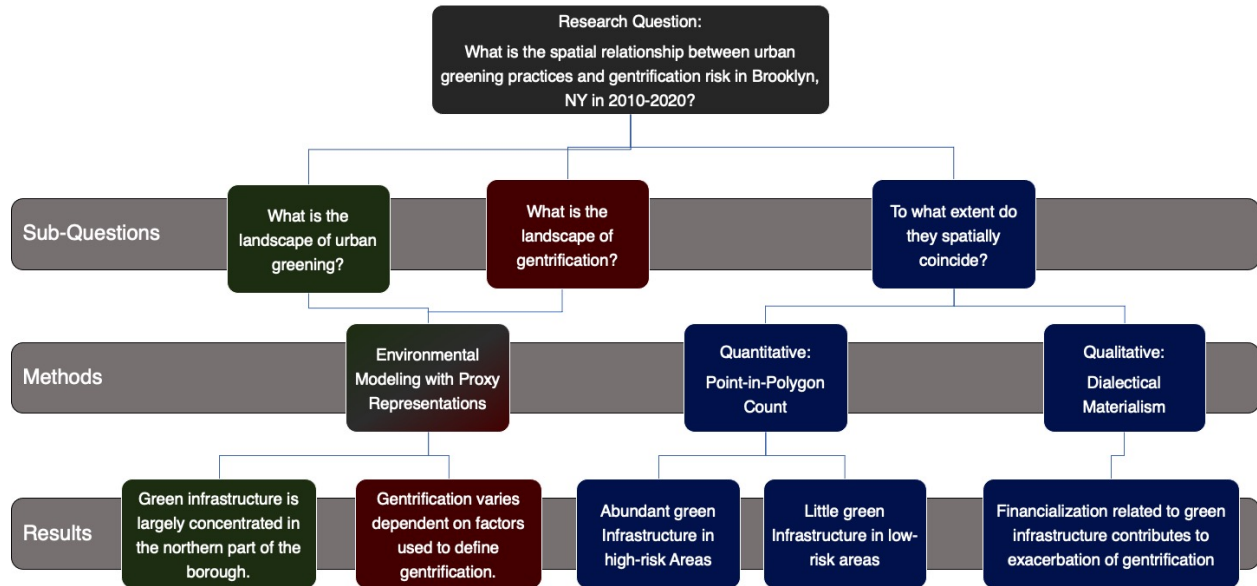 Research Question:
What is the spatial relationship between urban
greening practices and gentrification risk in Brooklyn,
NY in 2010-2020?
Sub-Questions
What is the
landscape of urban
greening?
What is the
landscape of
gentrification?
To what extent do
they spatially
coincide?
Methods
Environmental
Modeling with Proxy
Representations
Quantitative:
Point-in-Polygon
Count
Qualitative:
Dialectical
Materialism
Results
Green infrastructure is
largely concentrated in
the northern part of the
borough.
Gentrification varies
dependent on factors
used to define
gentrification.
Abundant green
Infrastructure in
high-risk Areas
Little green
Infrastructure in low-
risk areas
Financialization related to green
infrastructure contributes to
exacerbation of gentrification